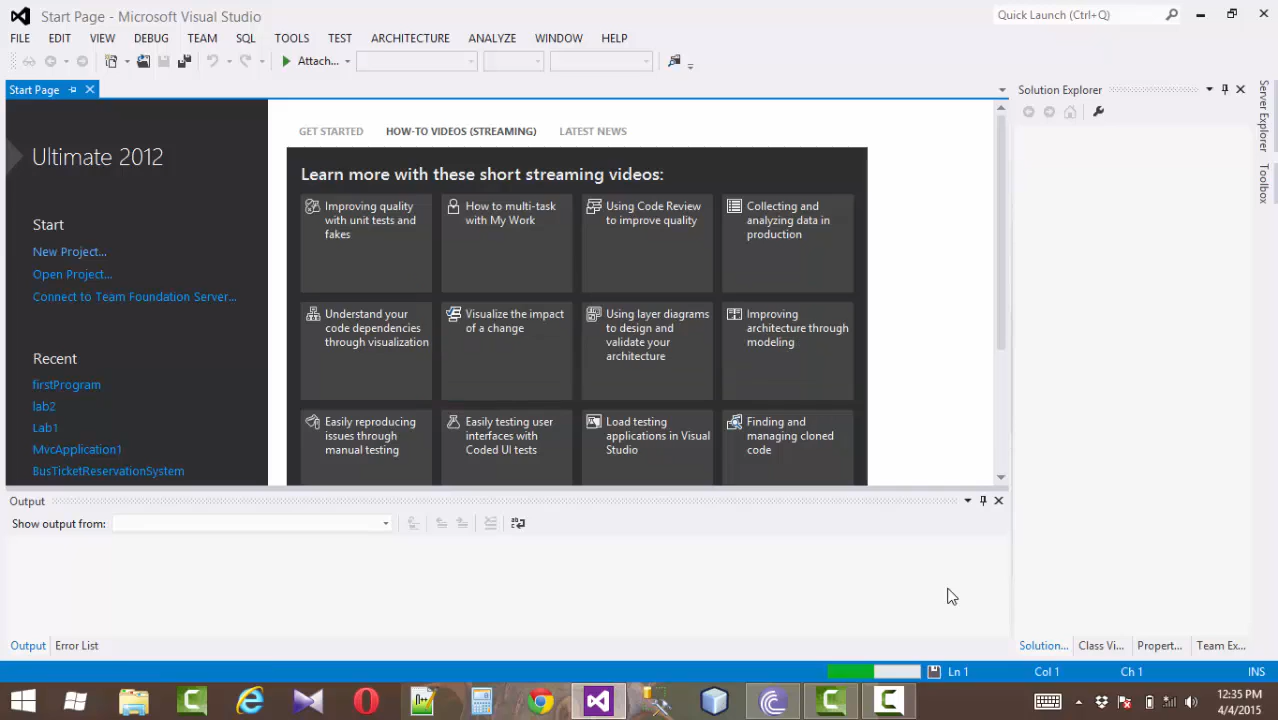 Start Page - Microsoft Visual Studio
Quick Launch (Ctrl+Q)
FILE EDIT VIEW DEBUG TEAM SQL TOOLS TEST ARCHITECTURE ANALYZE WINDOW HELP
Attach...
Start Page
Solution Explorer
Server Explorer
Toolbox
GET STARTED HOW-TO VIDEOS (STREAMING) LATEST NEWS
Ultimate 2012
Start
New Project...
Open Project...
Connect to Team Foundation Server...
Recent
firstProgram
lab2
Lab1
MvcApplication1
BusTicketReservationSystem
Learn more with these short streaming videos:
Improving quality
with unit tests and
fakes
How to multi-task
with My Work
Using Code Review
to improve quality
Collecting and
analyzing data in
production
Understand your
code dependencies
through visualization
Visualize the impact
of a change
Using layer diagrams
to design and
validate your
architecture
Improving
architecture through
modeling
Easily reproducing
issues through
manual testing
Easily testing user
interfaces with
Coded UI tests
Load testing
applications in Visual
Studio
Finding and
managing cloned
code
Output
Show output from:
Output Error List
Solution... Class Vi... Propert... Team Ex...
Ln 1 Col 1 Ch 1 INS
12:35 PM
4/4/2015